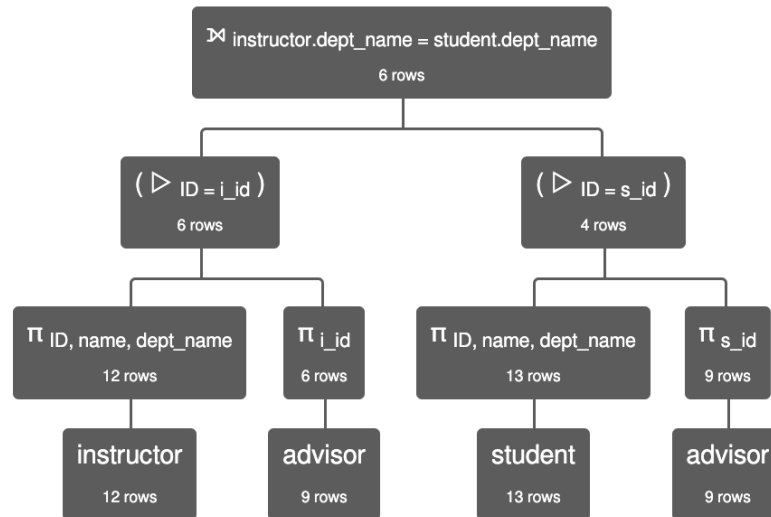 ⟕ instructor.dept_name = student.dept_name
6 rows
( ▷ ID = i_id )
6 rows
( ▷ ID = s_id )
4 rows
π ID, name, dept_name
12 rows
π i_id
6 rows
π ID, name, dept_name
13 rows
π s_id
9 rows
instructor
12 rows
advisor
9 rows
student
13 rows
advisor
9 rows